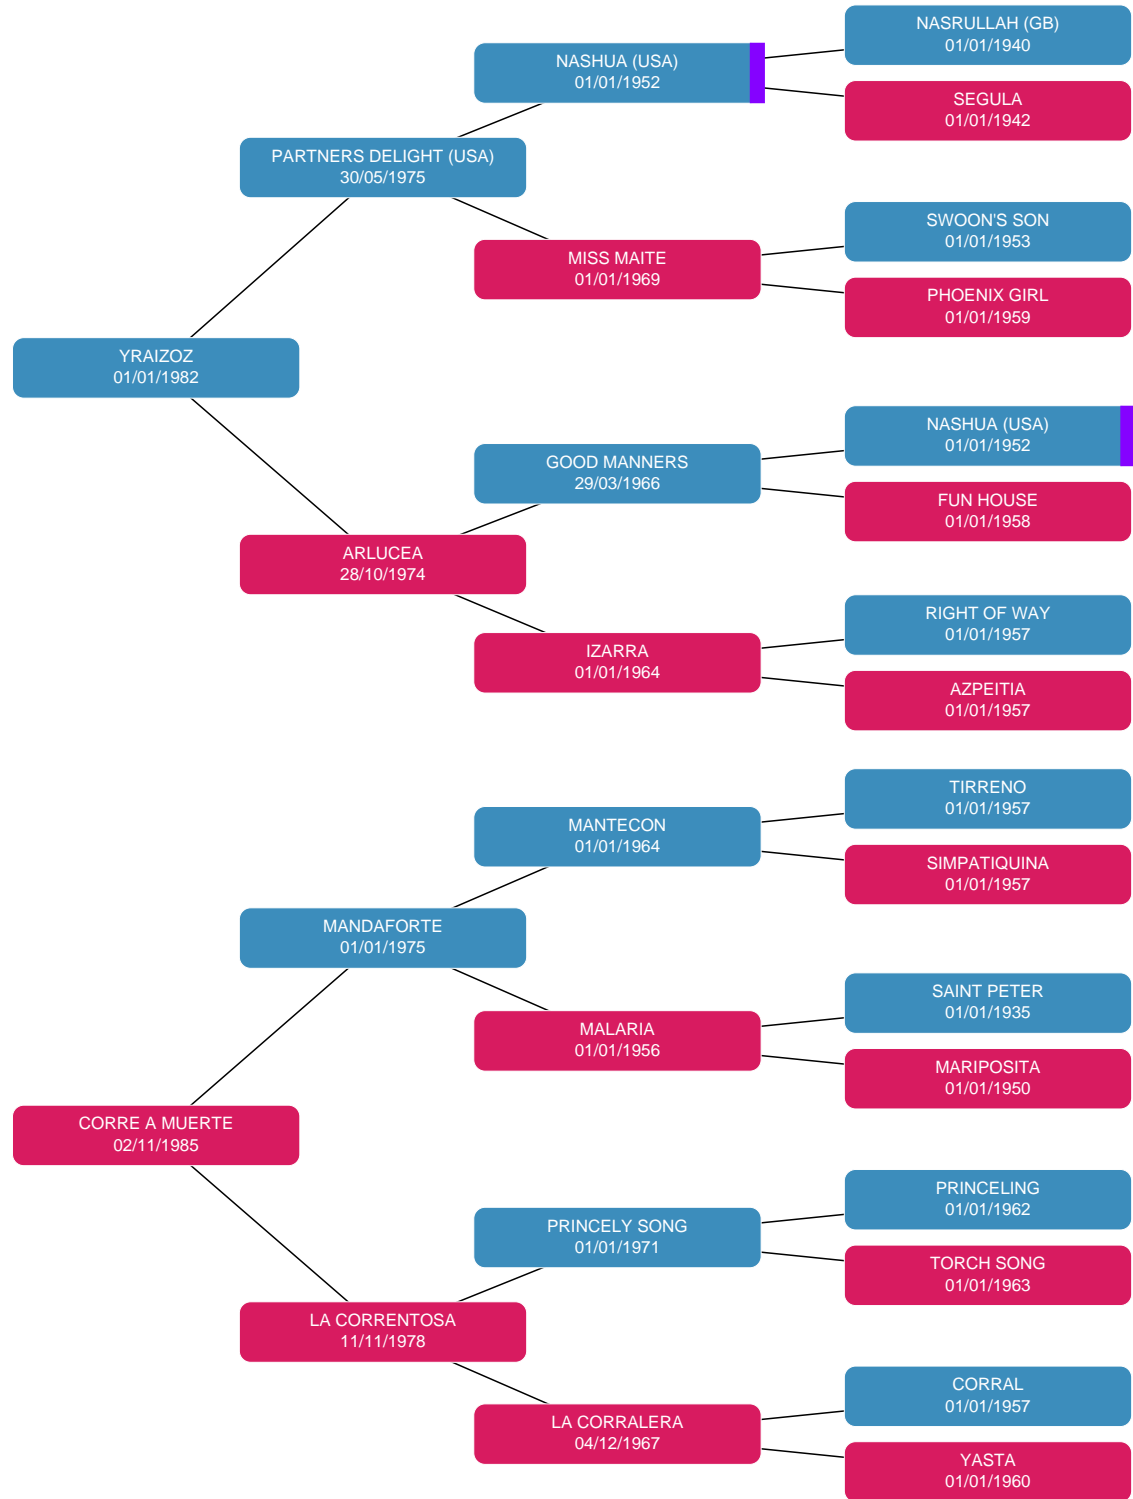 NASRULLAH (GB)
01/01/1940
NASHUA (USA)
01/01/1952
SEGULA
01/01/1942
PARTNERS DELIGHT (USA)
30/05/1975
SWOON'S SON
01/01/1953
MISS MAITE
01/01/1969
PHOENIX GIRL
01/01/1959
YRAIZOZ
01/01/1982
NASHUA (USA)
01/01/1952
GOOD MANNERS
29/03/1966
FUN HOUSE
01/01/1958
ARLUCEA
28/10/1974
RIGHT OF WAY
01/01/1957
IZARRA
01/01/1964
AZPEITIA
01/01/1957
TIRRENO
01/01/1957
MANTECON
01/01/1964
SIMPATIQUINA
01/01/1957
MANDAFORTE
01/01/1975
SAINT PETER
01/01/1935
MALARIA
01/01/1956
MARIPOSITA
01/01/1950
CORRE A MUERTE
02/11/1985
PRINCELING
01/01/1962
PRINCELY SONG
01/01/1971
TORCH SONG
01/01/1963
LA CORRENTOSA
11/11/1978
CORRAL
01/01/1957
LA CORRALERA
04/12/1967
YASTA
01/01/1960